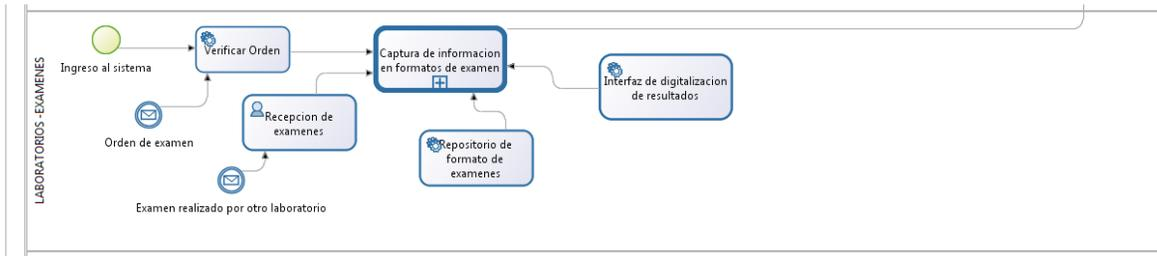 LABORATORIOS -EXAMENES
Ingreso al sistema
Verificar Orden
Captura de informacion
en formatos de examen
Interfaz de digitalizacion
de resultados
Orden de examen
Recepcion de
examenes
Repositorio de
formato de
examenes
Examen realizado por otro laboratorio